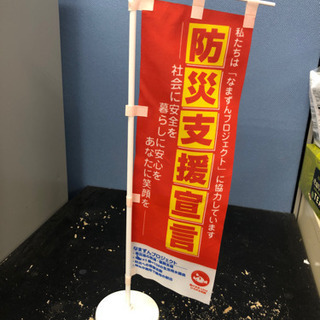 私たちは「なまずんプロジェクト」に協力しています
防災支援宣言
社会に安全を
暮らしに安心を
あなたに笑顔を
なまずんプロジェクト